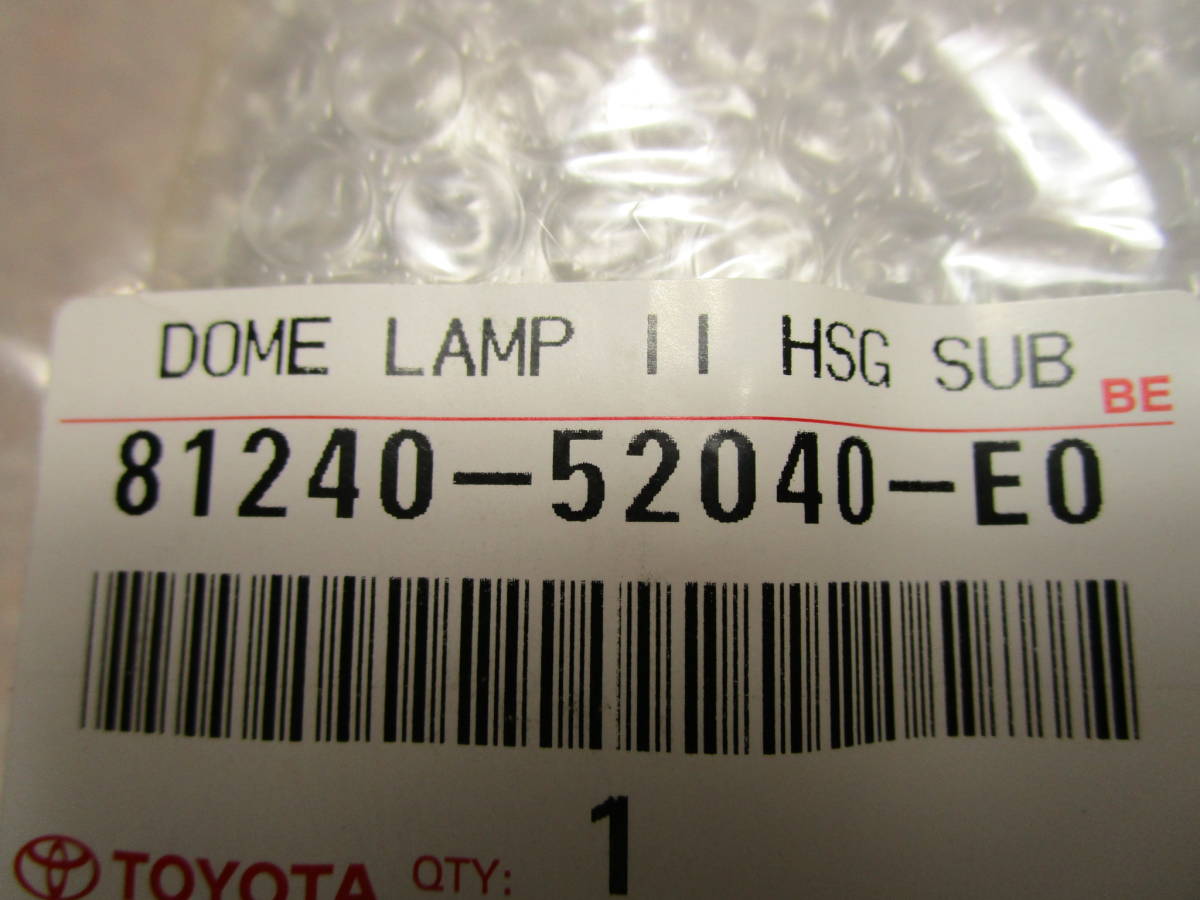 DOME LAMP II HSG SUB
BE
81240-52040-E0
1
TOYOTA QTY: